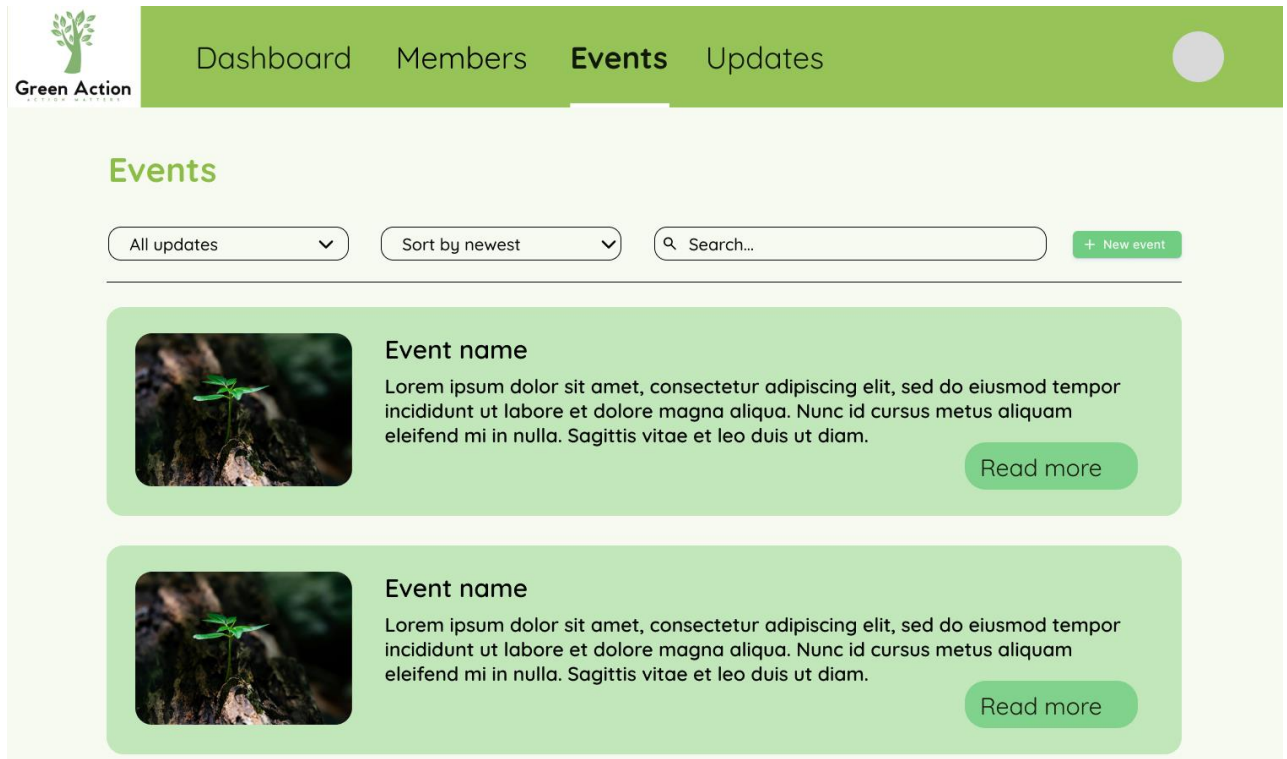 Green Action
ACTION MATTERS
Dashboard Members Events Updates
Events
All updates Sort by newest Search... + New event
Event name
Lorem ipsum dolor sit amet, consectetur adipiscing elit, sed do eiusmod tempor
incididunt ut labore et dolore magna aliqua. Nunc id cursus metus aliquam
eleifend mi in nulla. Sagittis vitae et leo duis ut diam.
Read more
Event name
Lorem ipsum dolor sit amet, consectetur adipiscing elit, sed do eiusmod tempor
incididunt ut labore et dolore magna aliqua. Nunc id cursus metus aliquam
eleifend mi in nulla. Sagittis vitae et leo duis ut diam.
Read more